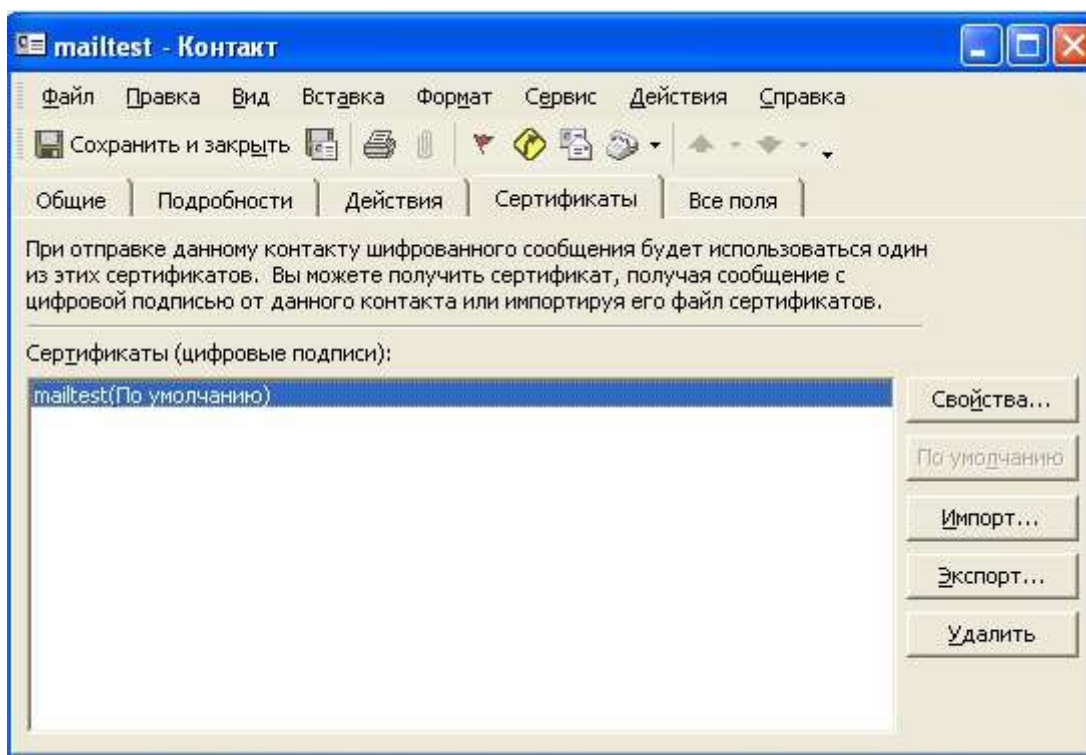 mailtest - Контакт
Файл Правка Вид Вставка Формат Сервис Действия Справка
Сохранить и закрыть
Общие Подробности Действия Сертификаты Все поля
При отправке данному контакту шифрованного сообщения будет использоваться один
из этих сертификатов. Вы можете получить сертификат, получая сообщение с
цифровой подписью от данного контакта или импортируя его файл сертификатов.
Сертификаты (цифровые подписи):
mailtest(По умолчанию)
Свойства...
По умолчанию
Импорт...
Экспорт...
Удалить